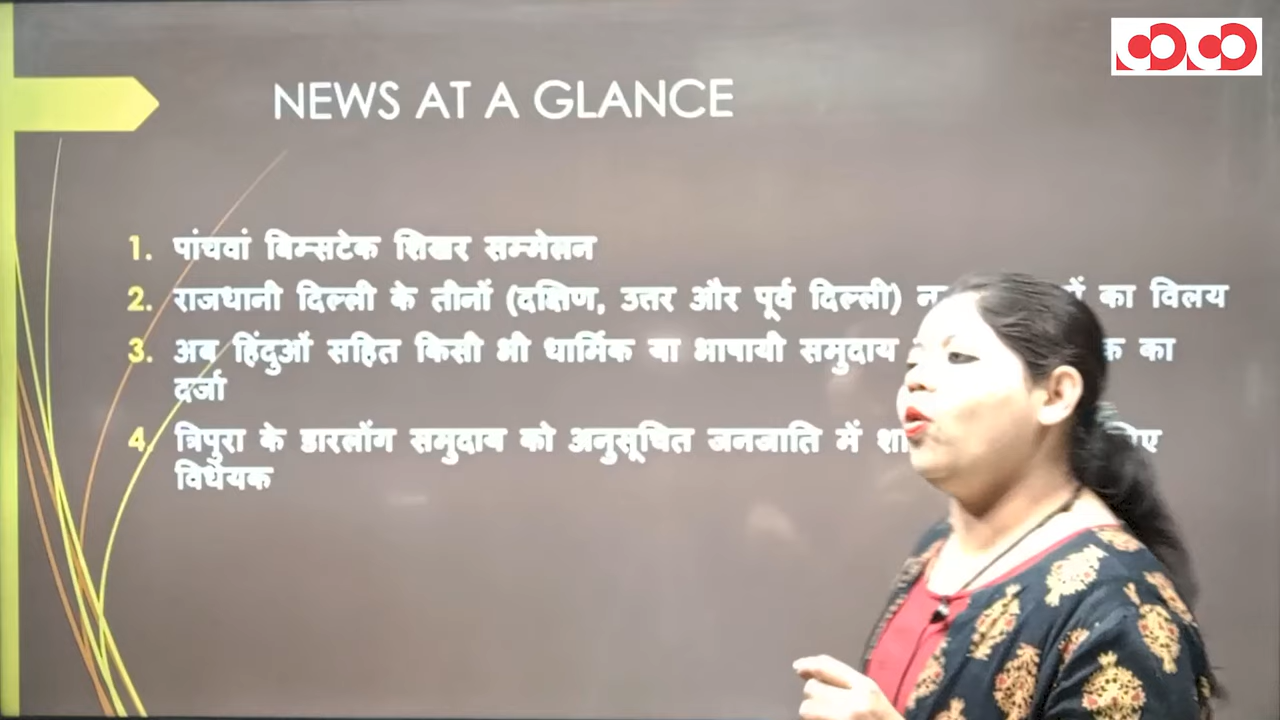 NEWS AT A GLANCE
1. पांचवां बिम्सटेक शिखर सम्मेलन
2. राजधानी दिल्ली के तीनों (दक्षिण, उत्तर और पूर्व दिल्ली) का विलय
3. अब हिंदुओं सहित किसी भी धार्मिक या भाषायी समुदाय का
दर्जा
4. त्रिपुरा के डारलोंग समुदाय को अनुसूचित जनजाति में
विधेयक